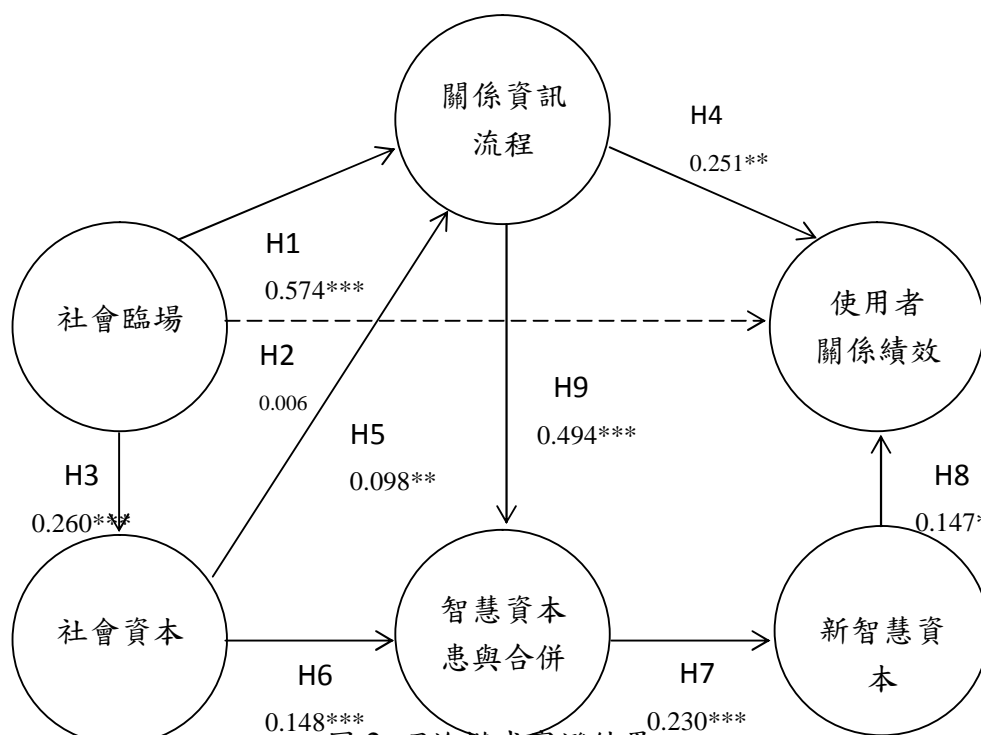 關係資訊
流程
H4
0.251**
H1
0.574***
社會臨場
使用者
關係績效
H2
0.006
H9
0.494***
H5
0.098**
H3
0.260***
H8
0.147*
社會資本
智慧資本
患與合併
新智慧資
本
H6
0.148***
H7
0.230***